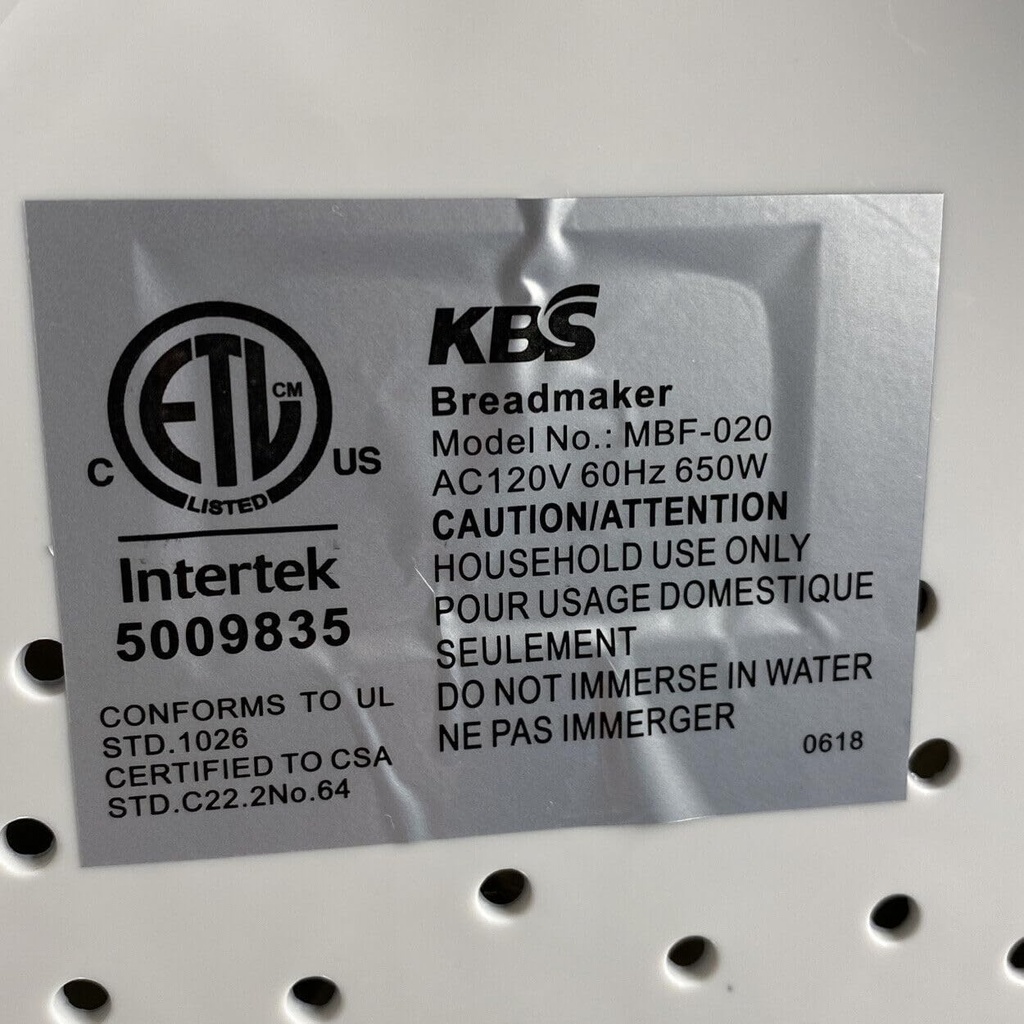 ETL CM
C US
LISTED
Intertek
5009835
CONFORMS TO UL
STD.1026
CERTIFIED TO CSA
STD.C22.2No.64
KBS
Breadmaker
Model No.: MBF-020
AC120V 60Hz 650W
CAUTION/ATTENTION
HOUSEHOLD USE ONLY
POUR USAGE DOMESTIQUE
SEULEMENT
DO NOT IMMERSE IN WATER
NE PAS IMMERGER
0618